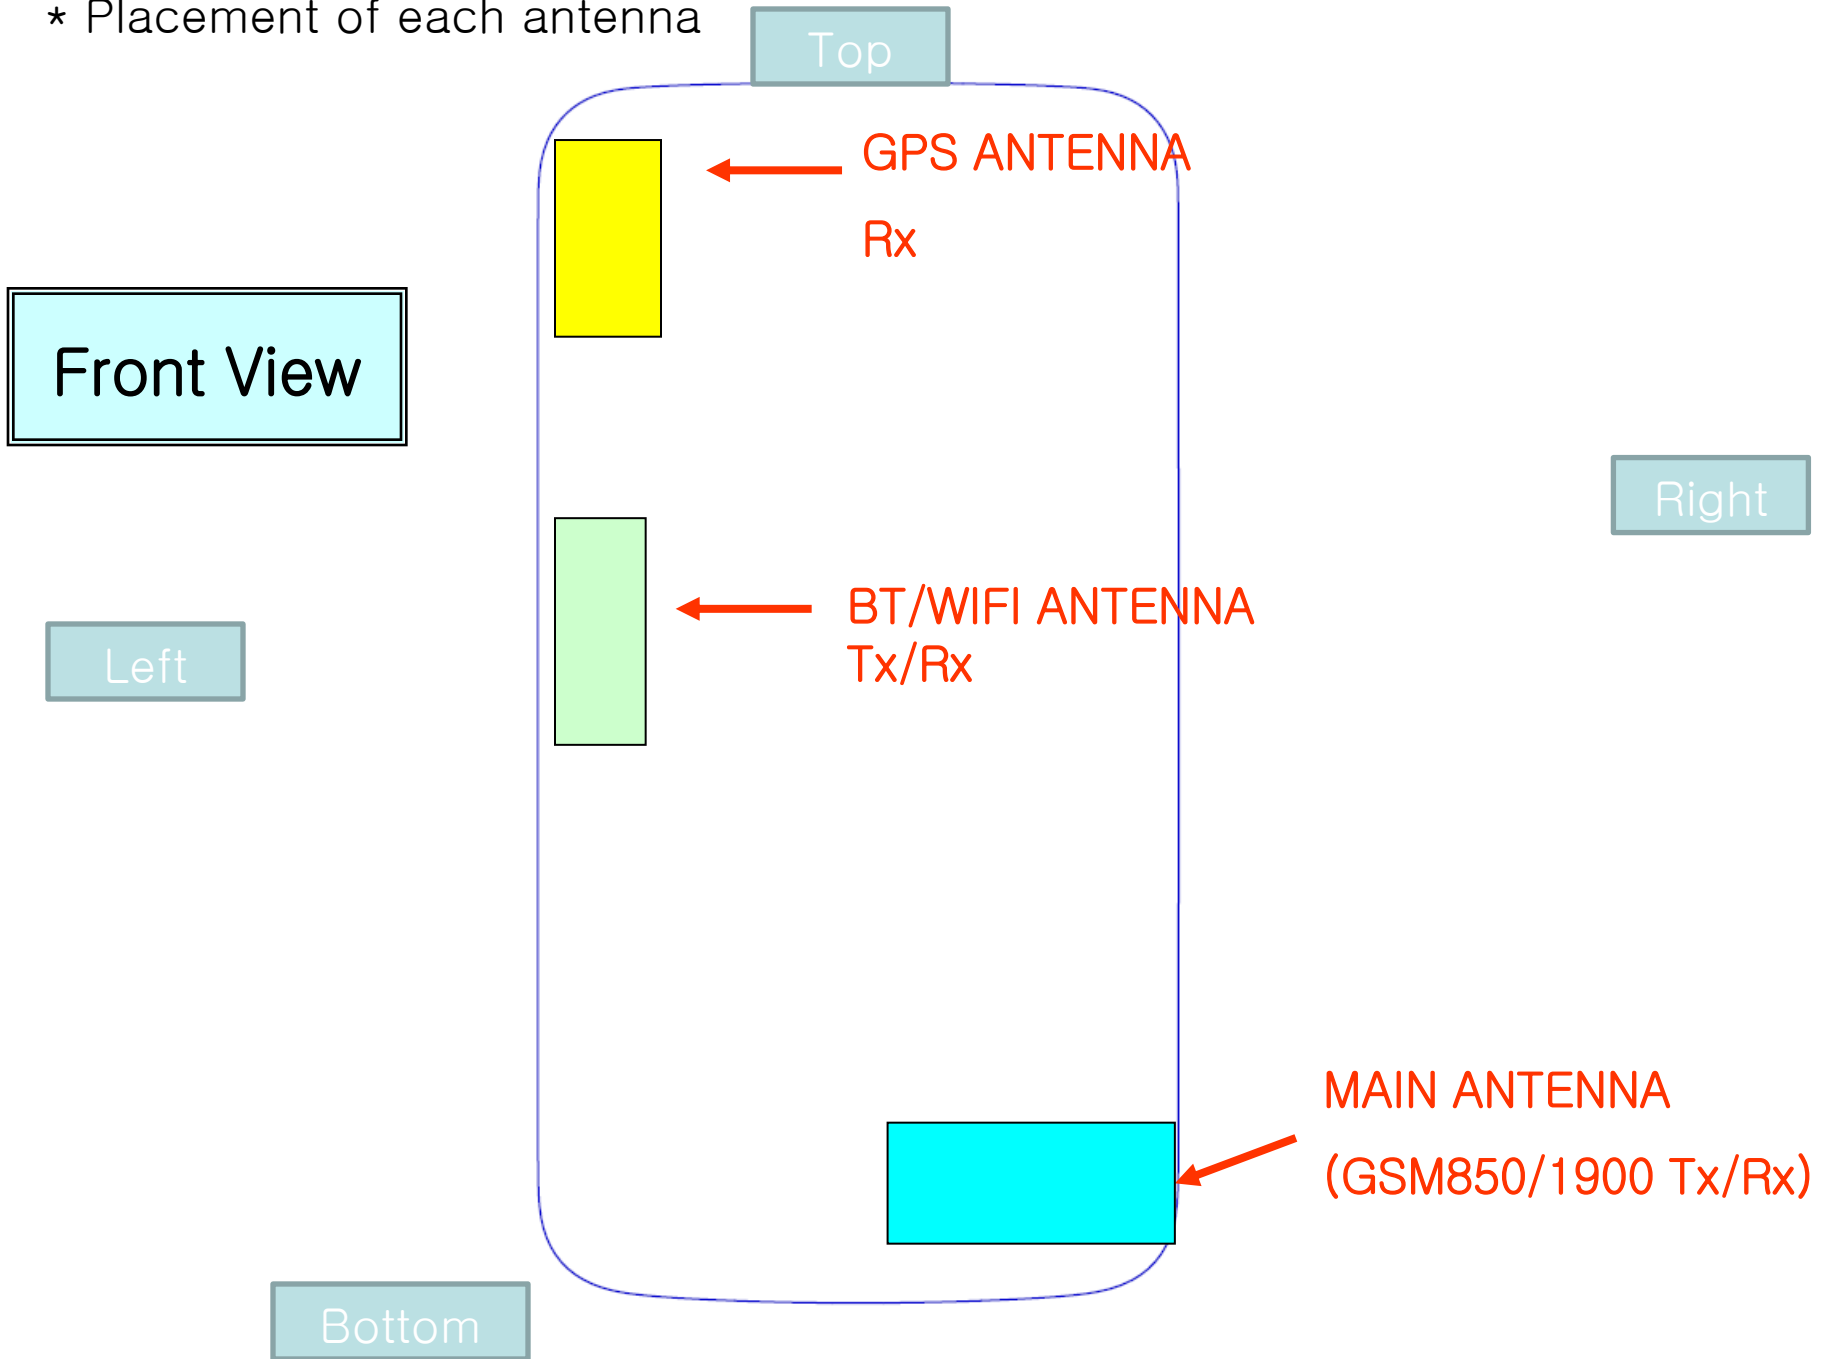 * Placement of each antenna
Top
GPS ANTENNA
Rx
Front View
Right
BT/WIFI ANTENNA
Tx/Rx
Left
MAIN ANTENNA
(GSM850/1900 Tx/Rx)
Bottom